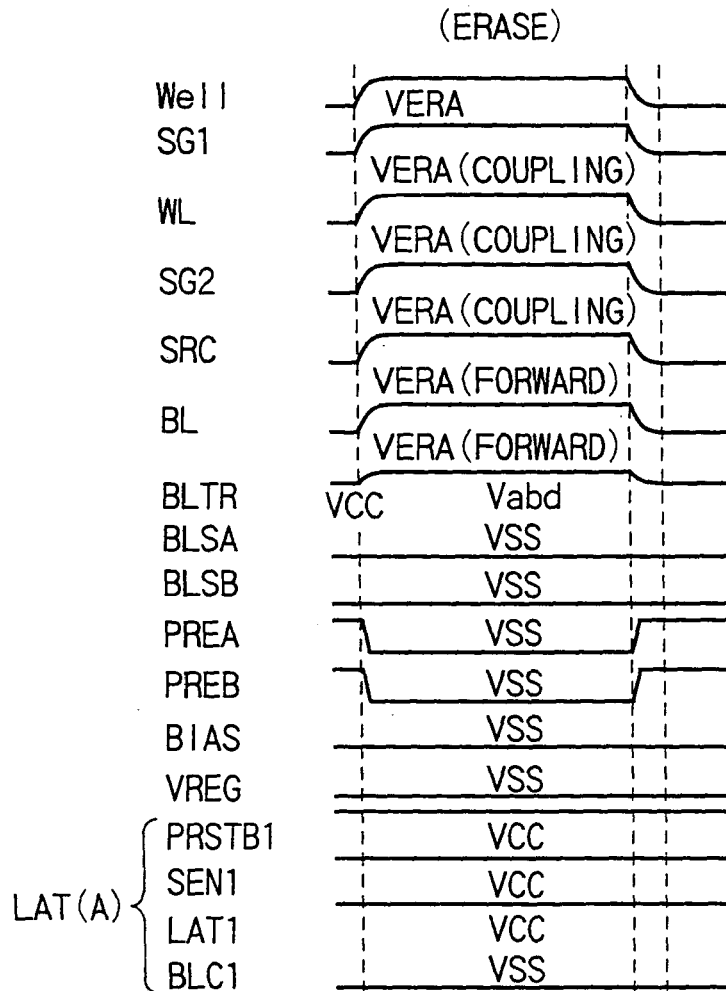 (ERASE)
Well
VERA
SG1
VERA(COUPLING)
WL
VERA(COUPLING)
SG2
VERA(COUPLING)
SRC
VERA(FORWARD)
BL
VERA(FORWARD)
BLTR VCC Vabd
BLSA VSS
BLSB VSS
PREA VSS
PREB VSS
BIAS VSS
VREG VSS
PRSTB1 VCC
SEN1 VCC
LAT(A)
LAT1 VCC
BLC1 VSS